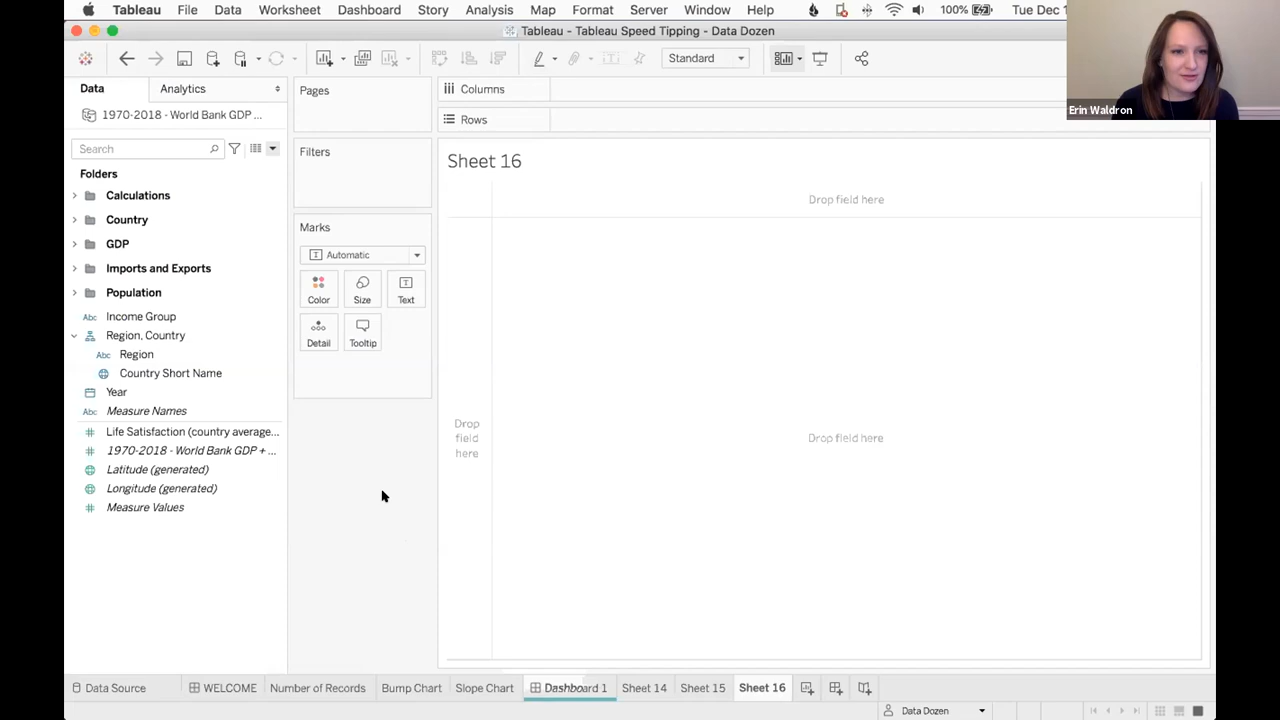 Tableau File Data Worksheet Dashboard Story Analysis Map Format Server Window Help 100% Tue Dec 1
Tableau - Tableau Speed Tipping - Data Dozen
Standard
Erin Waldron
Data Analytics
1970-2018 - World Bank GDP ...
Search
Folders
Calculations
Country
GDP
Imports and Exports
Population
Abc Income Group
Region, Country
Abc Region
Country Short Name
Year
Abc Measure Names
Life Satisfaction (country average...
1970-2018 - World Bank GDP + ...
Latitude (generated)
Longitude (generated)
Measure Values
Pages
Filters
Marks
Automatic
Color Size Text
Detail Tooltip
Columns
Rows
Sheet 16
Drop field here
Drop
field
here
Drop field here
Data Source WELCOME Number of Records Bump Chart Slope Chart Dashboard 1 Sheet 14 Sheet 15 Sheet 16
Data Dozen